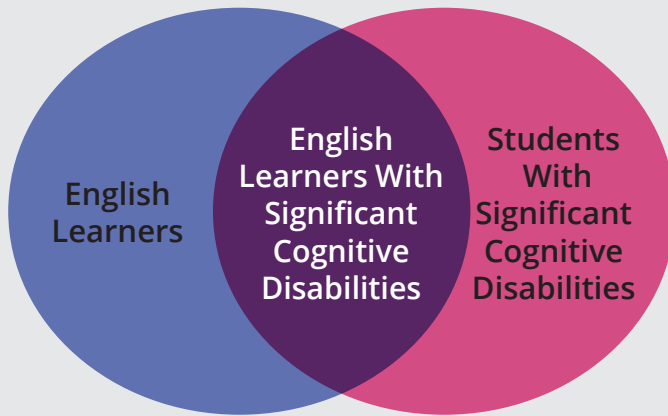 English
Learners
English
Learners With
Significant
Cognitive
Disabilities
Students
With
Significant
Cognitive
Disabilities